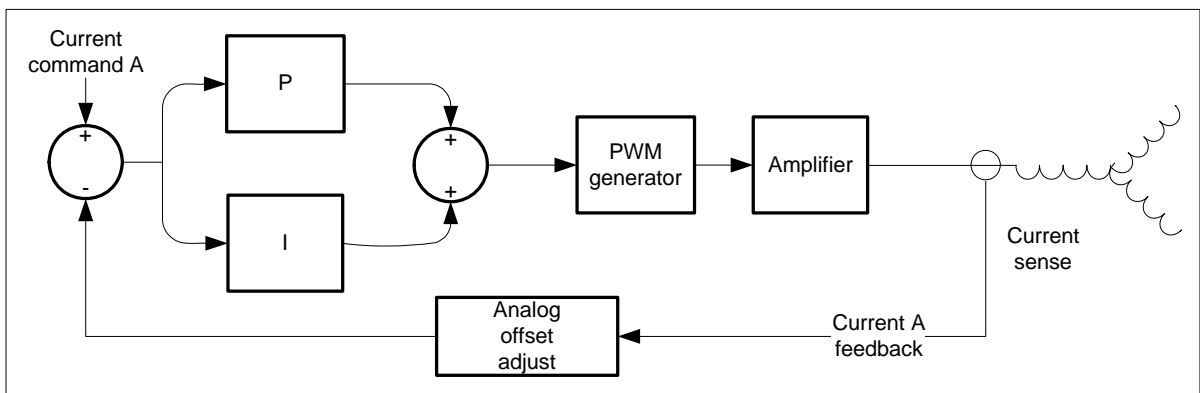 Current
command A
+
-
P
I
+
+
PWM
generator
Amplifier
Current
sense
Current A
feedback
Analog
offset
adjust